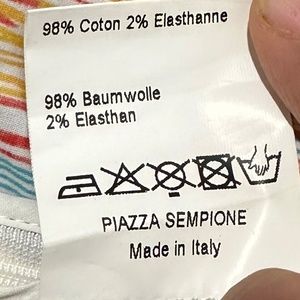 98% Coton 2% Elasthanne
98% Baumwolle
2% Elasthan
PIAZZA SEMPIONE
Made in Italy